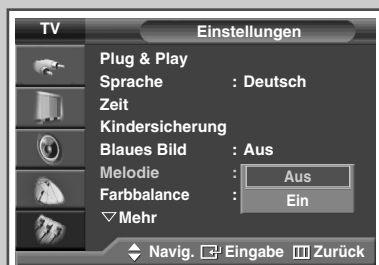 TV
Einstellungen
Plug & Play
Sprache : Deutsch
Zeit
Kindersicherung
Blaues Bild : Aus
Melodie : Aus
Farbbalance : Ein
▽Mehr
Navig. Eingabe Zurück